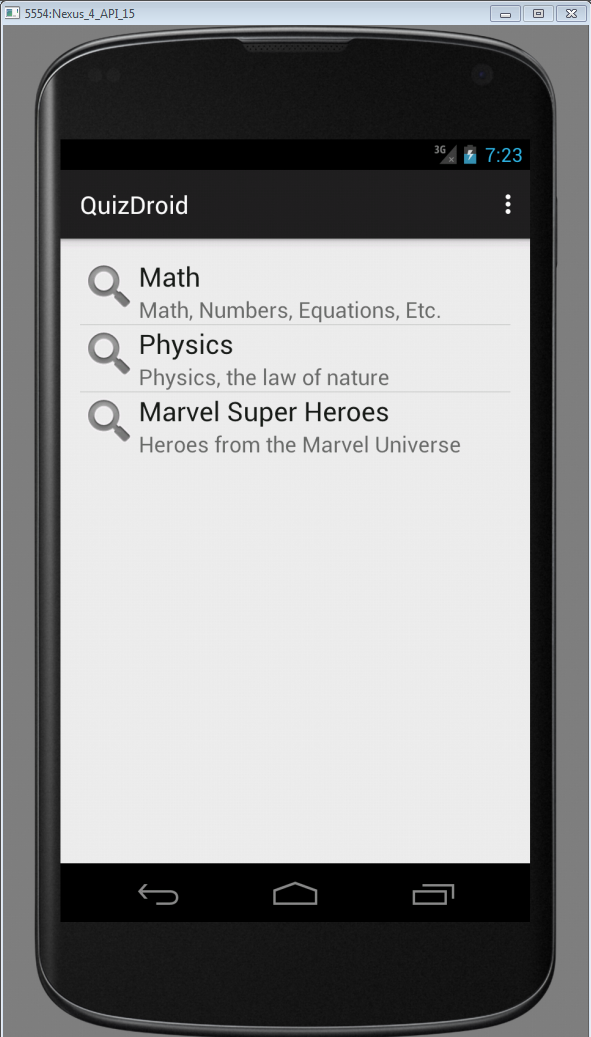 5554:Nexus_4_API_15
3G 7:23
QuizDroid
Math
Math, Numbers, Equations, Etc.
Physics
Physics, the law of nature
Marvel Super Heroes
Heroes from the Marvel Universe